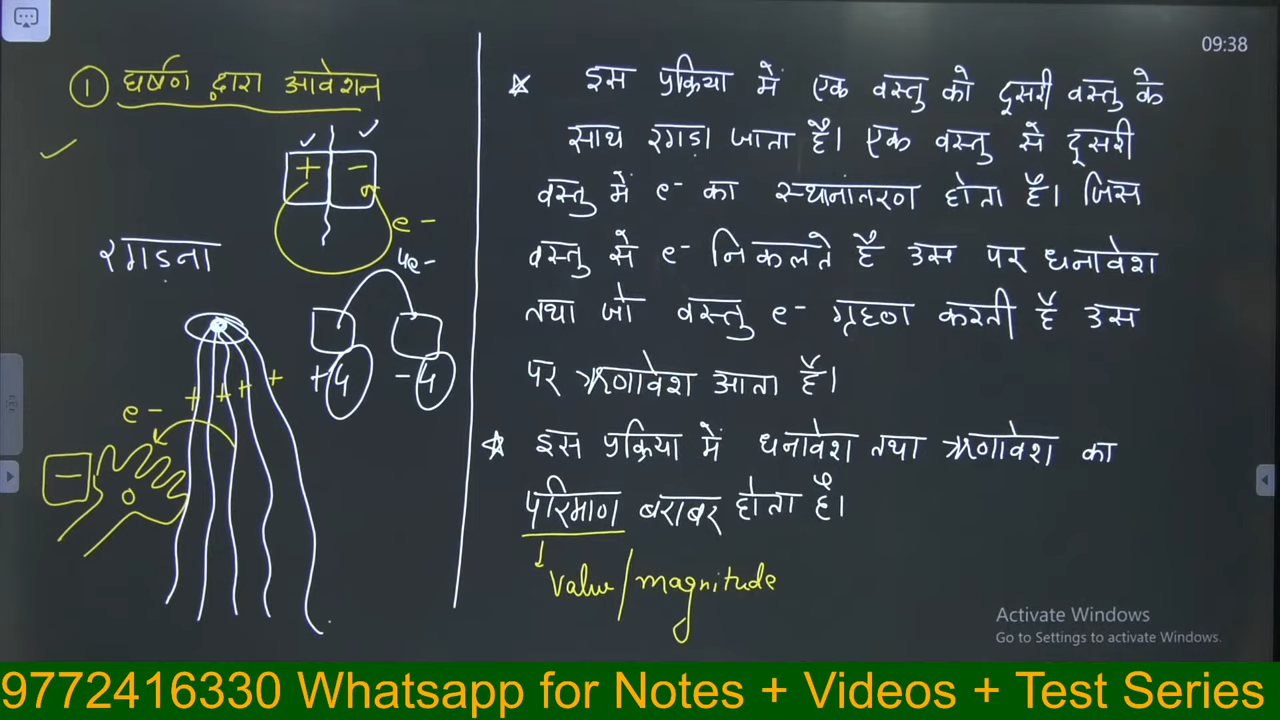 09:38
① घर्षण द्वारा आवेशन
+ -
e -
रगडना
4e-
+4 -4
+ + + +
e -
-
* इस प्रक्रिया में एक वस्तु को दूसरी वस्तु के
साथ रगडा जाता है। एक वस्तु से दूसरी
वस्तु में e- का स्थानातरण होता है। जिस
वस्तु से e- निकलते है उस पर धनावेश
तथा जो वस्तु e- गृहण करती है उस
पर ऋणावेश आता है।
* इस प्रक्रिया में धनावेश तथा ऋणावेश का
परिमाण बराबर होता है।
Value/magnitude
Activate Windows
Go to Settings to activate Windows.
9772416330 Whatsapp for Notes + Videos + Test Series